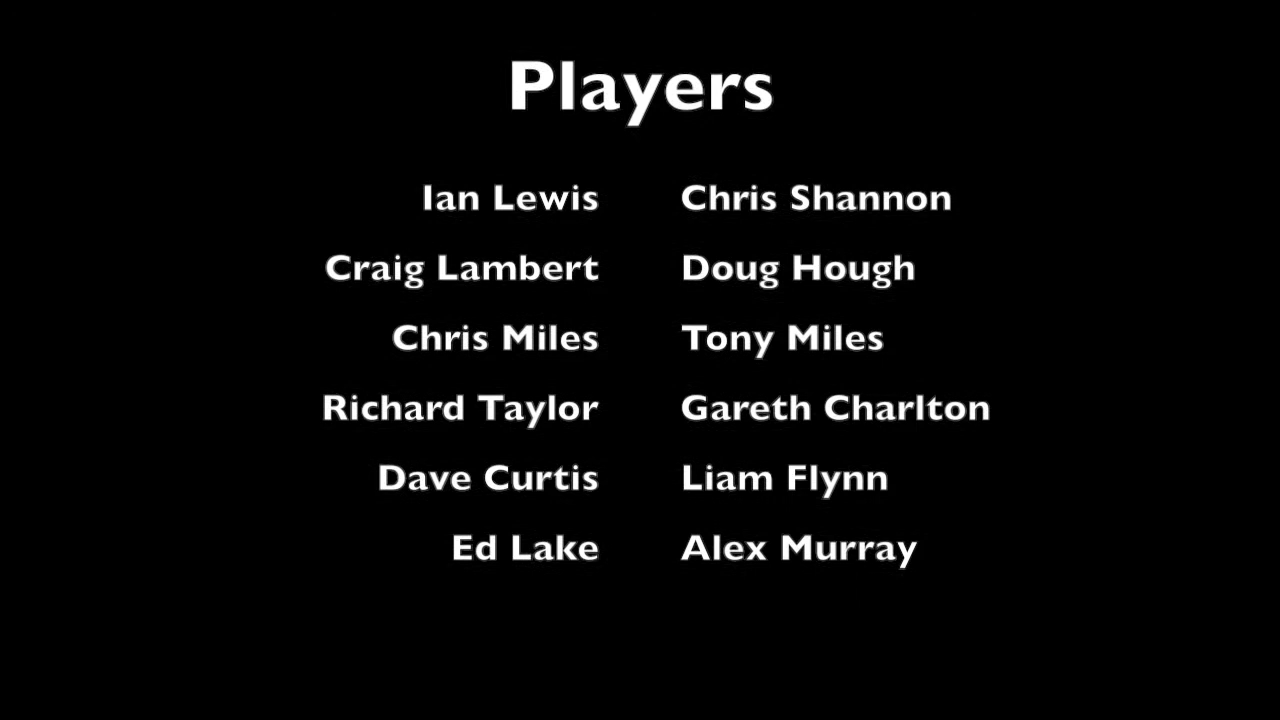 Players
Ian Lewis Chris Shannon
Craig Lambert Doug Hough
Chris Miles Tony Miles
Richard Taylor Gareth Charlton
Dave Curtis Liam Flynn
Ed Lake Alex Murray